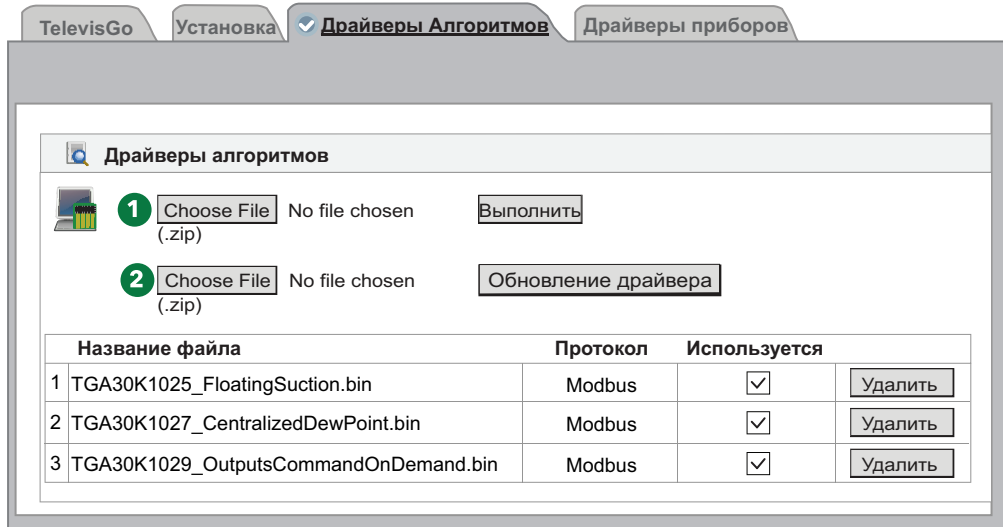 TelevisGo Установка Драйверы Алгоритмов Драйверы приборов
Драйверы алгоритмов
1 Choose File No file chosen Выполнить
(.zip)
2 Choose File No file chosen Обновление драйвера
(.zip)
Название файла Протокол Используется
1 TGA30K1025_FloatingSuction.bin Modbus Удалить
2 TGA30K1027_CentralizedDewPoint.bin Modbus Удалить
3 TGA30K1029_OutputsCommandOnDemand.bin Modbus Удалить